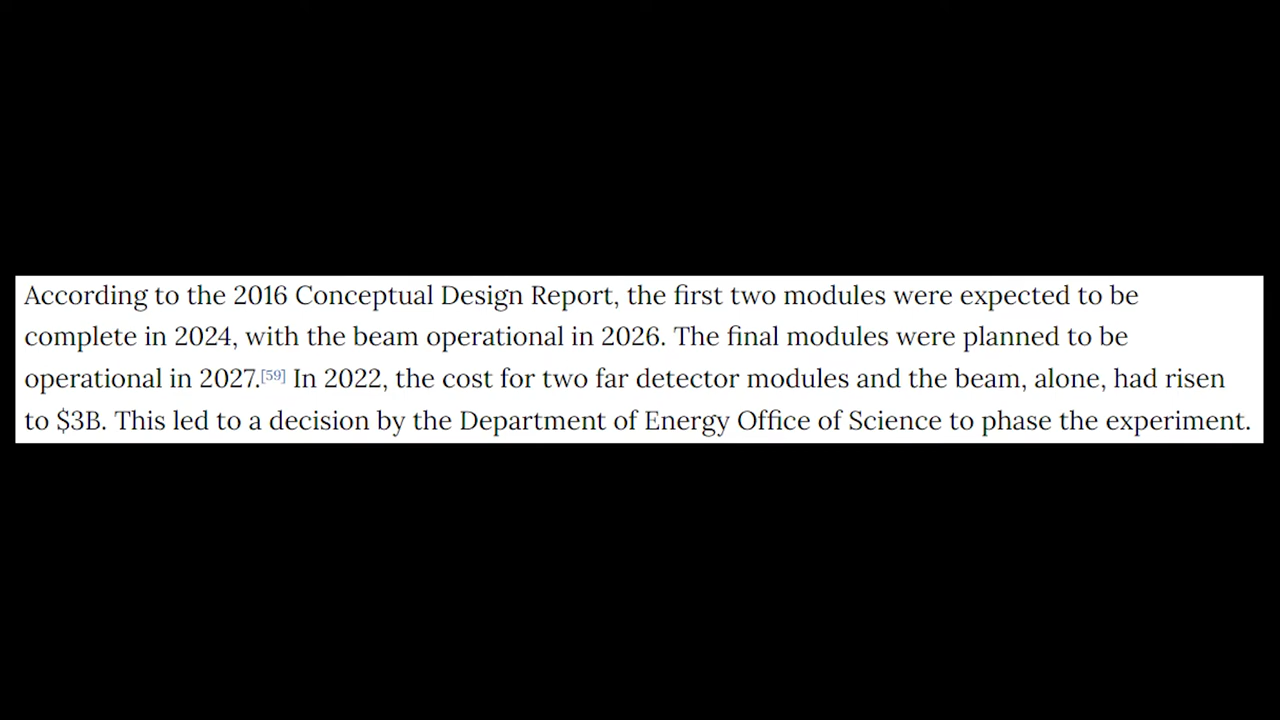 According to the 2016 Conceptual Design Report, the first two modules were expected to be
complete in 2024, with the beam operational in 2026. The final modules were planned to be
operational in 2027.[59] In 2022, the cost for two far detector modules and the beam, alone, had risen
to $3B. This led to a decision by the Department of Energy Office of Science to phase the experiment.